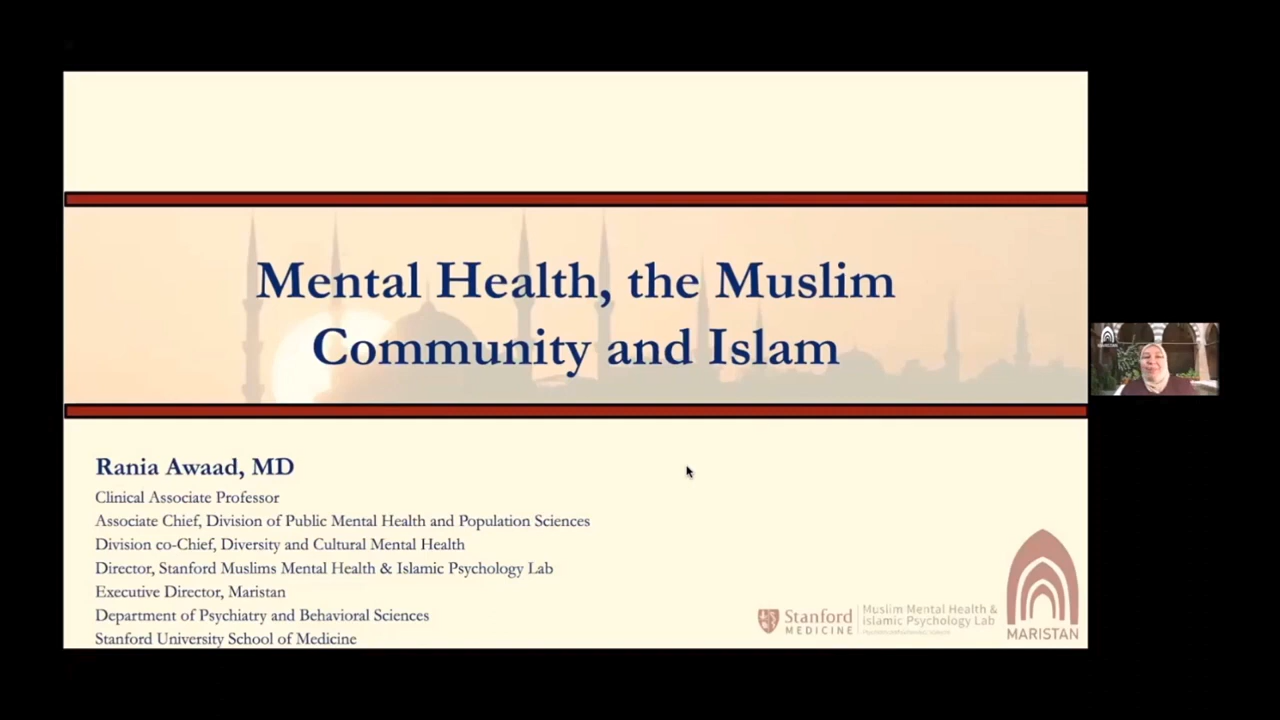 Mental Health, the Muslim
Community and Islam
Rania Awaad, MD
Clinical Associate Professor
Associate Chief, Division of Public Mental Health and Population Sciences
Division co-Chief, Diversity and Cultural Mental Health
Director, Stanford Muslims Mental Health & Islamic Psychology Lab
Executive Director, Maristan
Department of Psychiatry and Behavioral Sciences
Stanford University School of Medicine
Stanford
MEDICINE
Muslim Mental Health &
Islamic Psychology Lab
MARISTAN